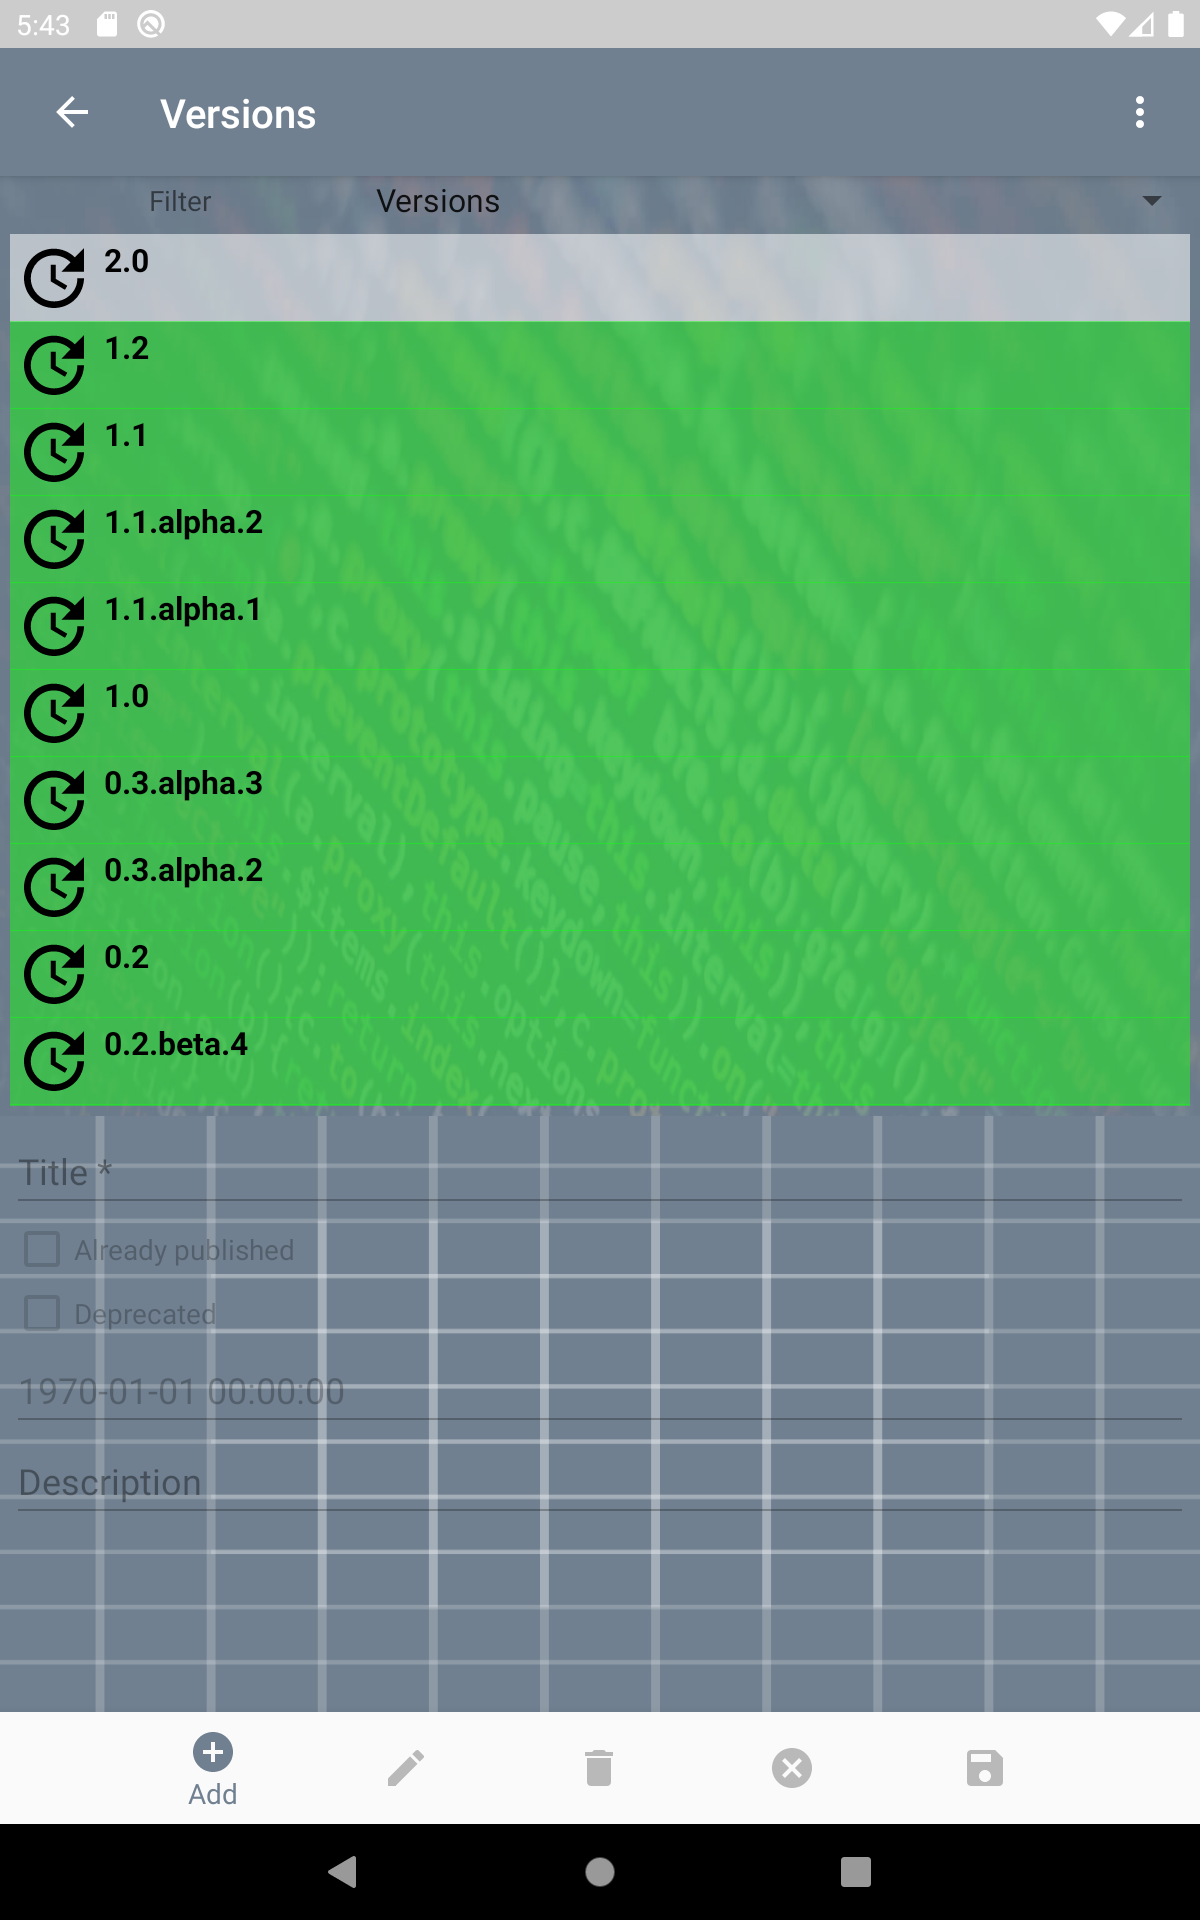 5:43
Versions
Filter Versions
2.0
1.2
1.1
1.1.alpha.2
1.1.alpha.1
1.0
0.3.alpha.3
0.3.alpha.2
0.2
0.2.beta.4
Title *
Already published
Deprecated
1970-01-01 00:00:00
Description
Add